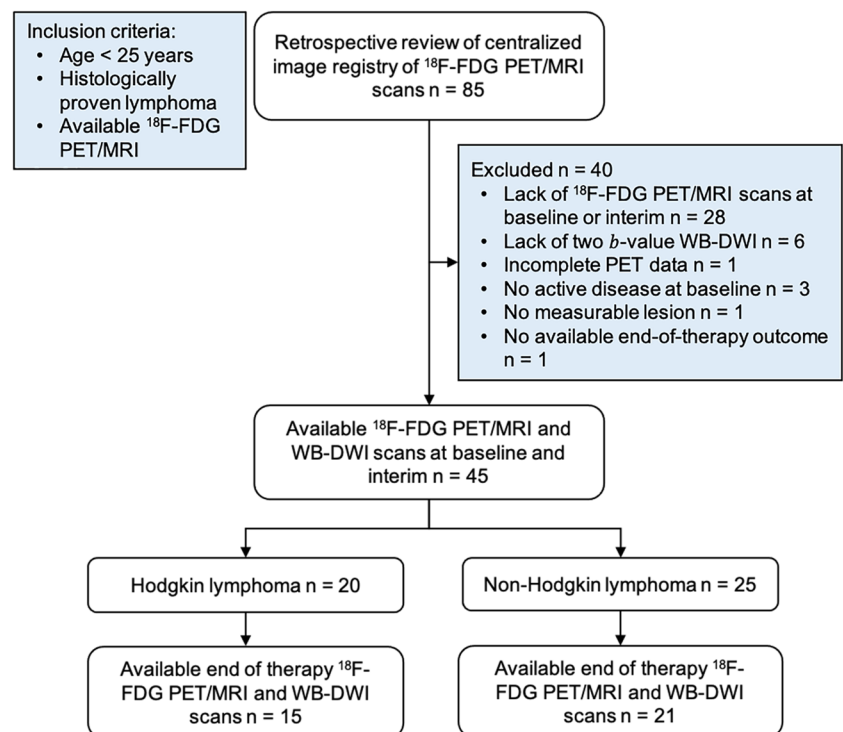 Inclusion criteria:
• Age < 25 years
• Histologically
proven lymphoma
• Available ¹⁸F-FDG
PET/MRI
Retrospective review of centralized
image registry of ¹⁸F-FDG PET/MRI
scans n = 85
Excluded n = 40
• Lack of ¹⁸F-FDG PET/MRI scans at
baseline or interim n = 28
• Lack of two b-value WB-DWI n = 6
• Incomplete PET data n = 1
• No active disease at baseline n = 3
• No measurable lesion n = 1
• No available end-of-therapy outcome
n = 1
Available ¹⁸F-FDG PET/MRI and
WB-DWI scans at baseline and
interim n = 45
Hodgkin lymphoma n = 20
Non-Hodgkin lymphoma n = 25
Available end of therapy ¹⁸F-
FDG PET/MRI and WB-DWI
scans n = 15
Available end of therapy ¹⁸F-
FDG PET/MRI and WB-DWI
scans n = 21